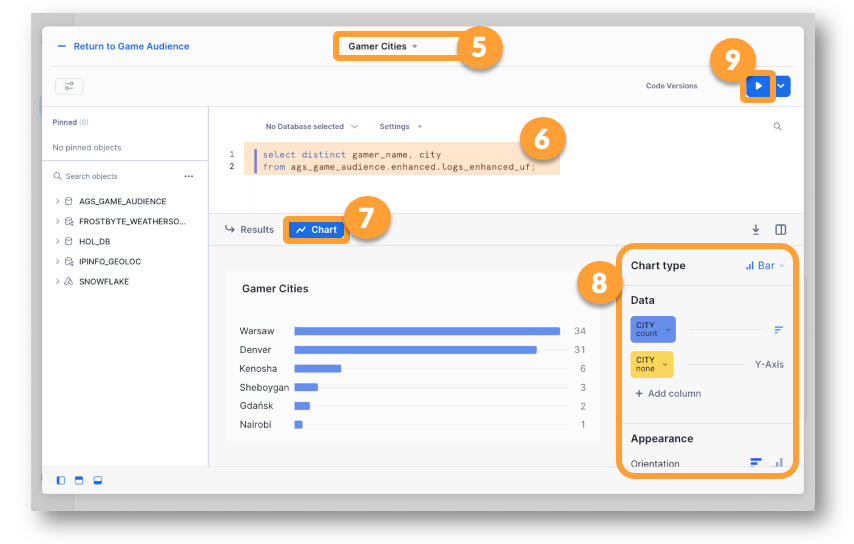 Return to Game Audience
Gamer Cities
5
9
Code Versions
Pinned (0)
No pinned objects
Search objects
AGS_GAME_AUDIENCE
FROSTBYTE_WEATHERSO...
HOL_DB
IPINFO_GEOLOC
SNOWFLAKE
No Database selected
Settings
6
1 select distinct gamer_name, city
2 from ags_game_audience.enhanced.logs_enhanced_uf;
Results
Chart
7
8
Gamer Cities
Warsaw 34
Denver 31
Kenosha 6
Sheboygan 3
Gdańsk 2
Nairobi 1
Chart type Bar
Data
CITY
count
CITY
none
Y-Axis
+ Add column
Appearance
Orientation